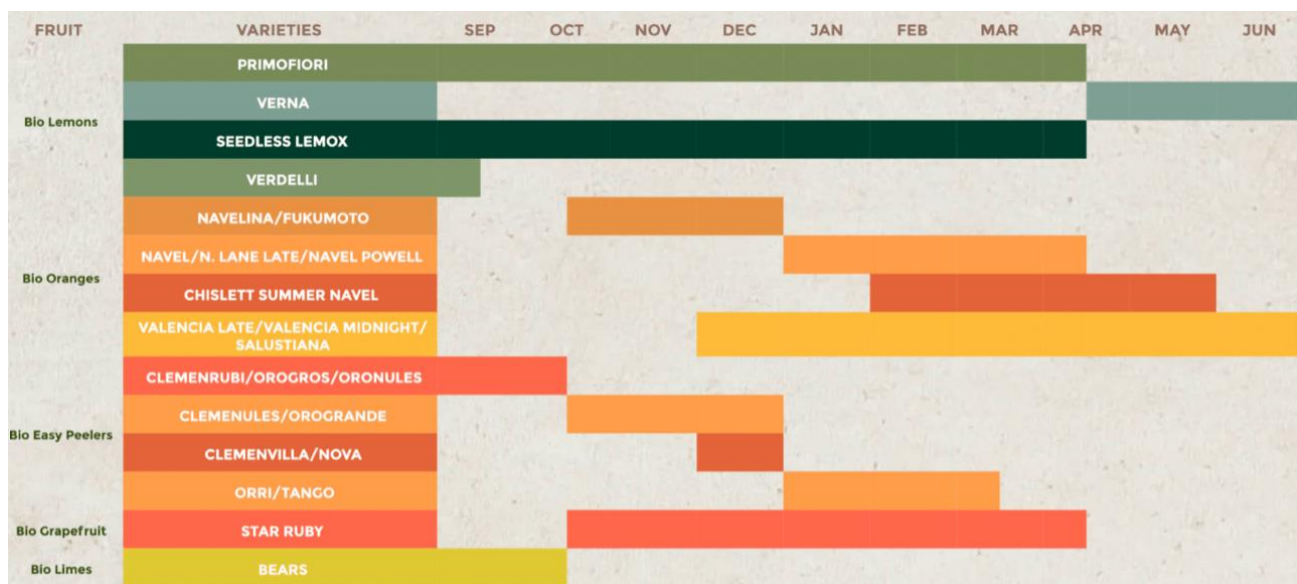 FRUIT VARIETIES SEP OCT NOV DEC JAN FEB MAR APR MAY JUN
PRIMOFIORI
VERNA
Bio Lemons
SEEDLESS LEMOX
VERDELLI
NAVELINA/FUKUMOTO
NAVEL/N. LANE LATE/NAVEL POWELL
Bio Oranges
CHISLETT SUMMER NAVEL
VALENCIA LATE/VALENCIA MIDNIGHT/
SALUSTIANA
CLEMENRUBI/OROGROS/ORONULES
CLEMENULES/OROGRANDE
Bio Easy Peelers
CLEMENVILLA/NOVA
ORRI/TANGO
Bio Grapefruit STAR RUBY
Bio Limes BEARS